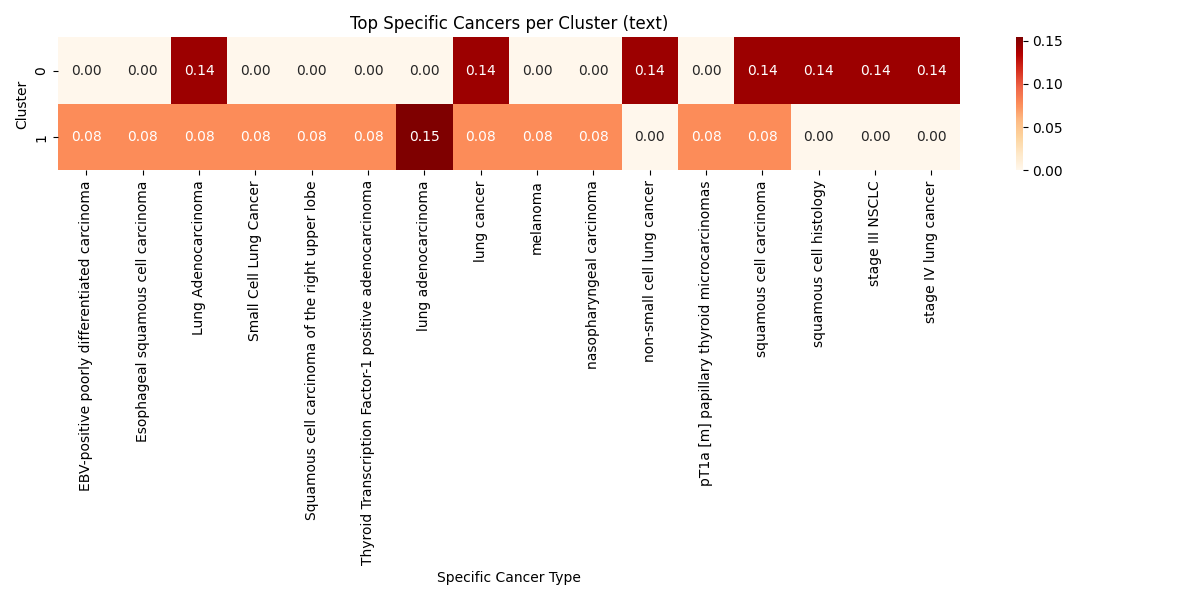 Top Specific Cancers per Cluster (text)
Cluster
0
0.00 0.00 0.14 0.00 0.00 0.00 0.00 0.14 0.00 0.00 0.14 0.00 0.14 0.14 0.14 0.14
1
0.08 0.08 0.08 0.08 0.08 0.08 0.15 0.08 0.08 0.08 0.00 0.08 0.08 0.00 0.00 0.00
EBV-positive poorly differentiated carcinoma
Esophageal squamous cell carcinoma
Lung Adenocarcinoma
Small Cell Lung Cancer
Squamous cell carcinoma of the right upper lobe
Thyroid Transcription Factor-1 positive adenocarcinoma
lung adenocarcinoma
lung cancer
melanoma
nasopharyngeal carcinoma
non-small cell lung cancer
pT1a [m] papillary thyroid microcarcinomas
squamous cell carcinoma
squamous cell histology
stage III NSCLC
stage IV lung cancer
Specific Cancer Type
0.15
0.10
0.05
0.00